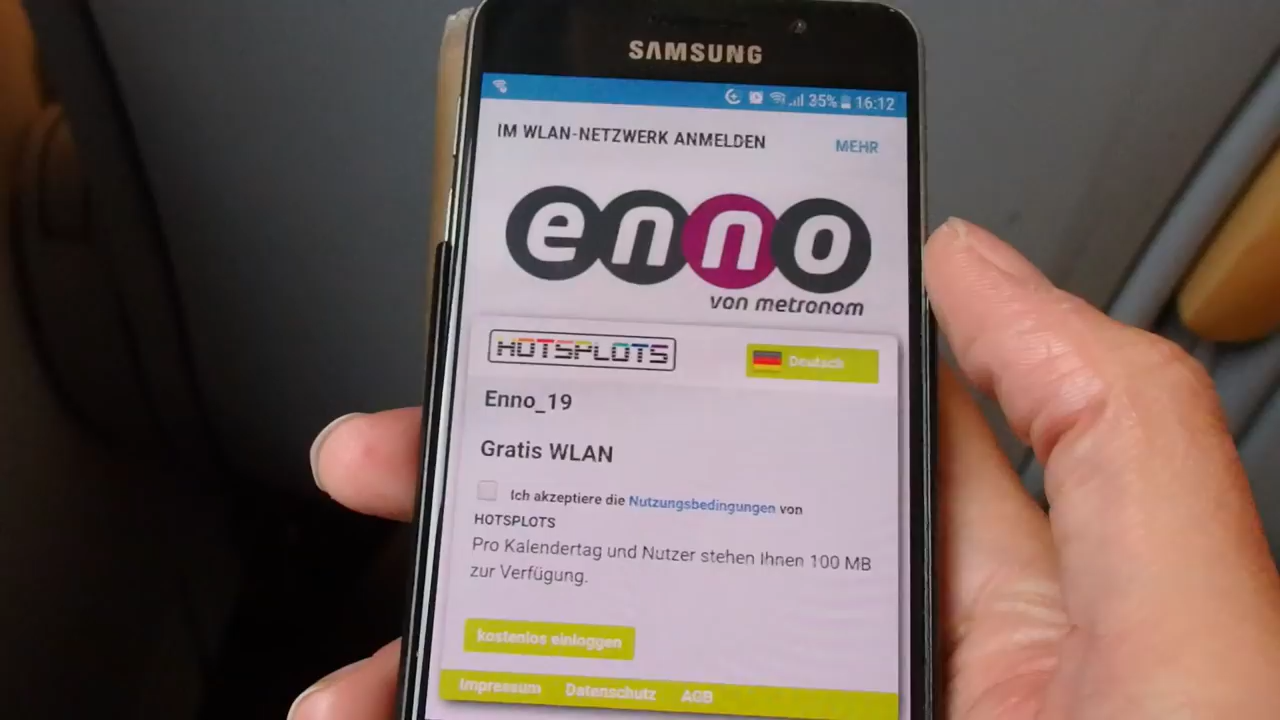 SAMSUNG
35% 16:12
IM WLAN-NETZWERK ANMELDEN
MEHR
enno
von metronom
HOTSPLOTS
Deutsch
Enno_19
Gratis WLAN
Ich akzeptiere die Nutzungsbedingungen von
HOTSPLOTS
Pro Kalendertag und Nutzer stehen Ihnen 100 MB
zur Verfügung.
kostenlos einloggen
Impressum Datenschutz AGB